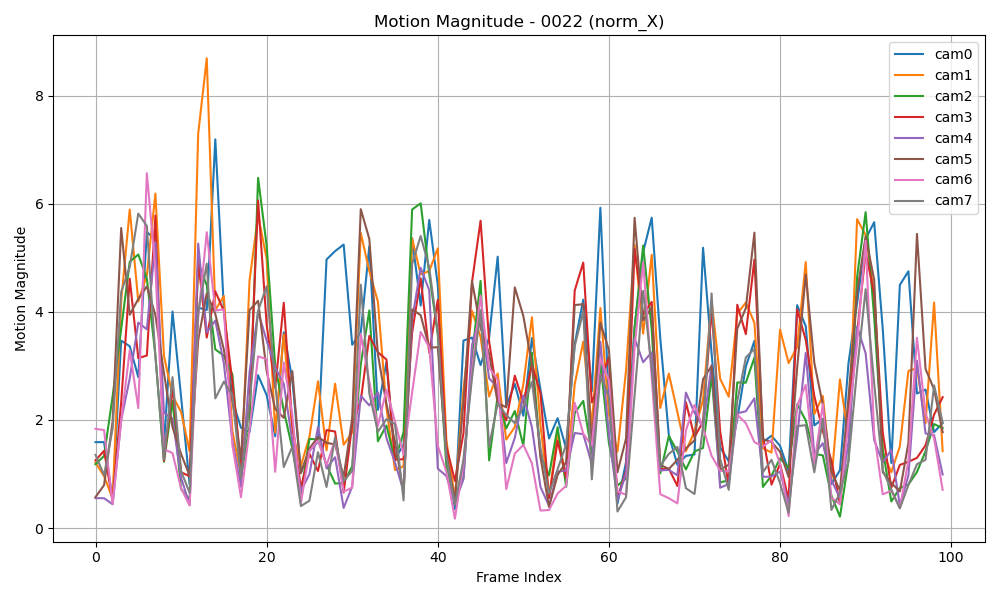 Motion Magnitude - 0022 (norm_X)
cam0
cam1
cam2
cam3
cam4
cam5
cam6
cam7
Motion Magnitude
8
6
4
2
0
0 20 40 60 80 100
Frame Index